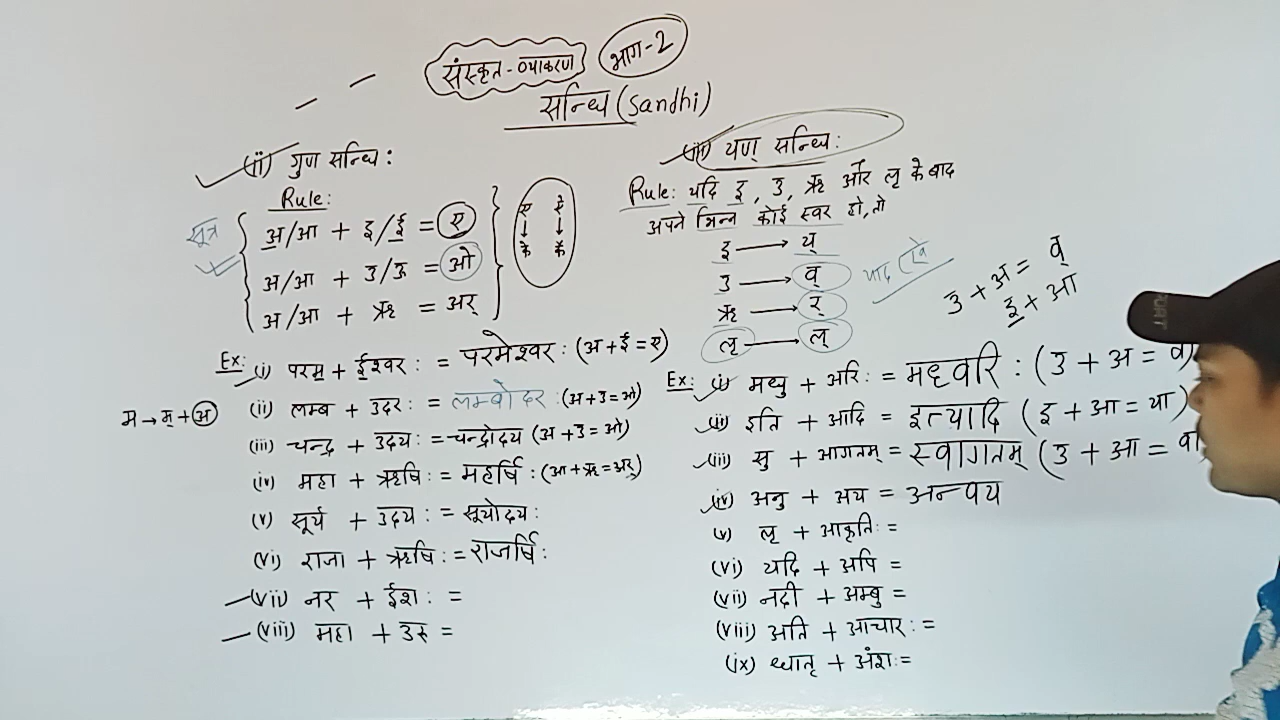 संस्कृत-व्याकरण भाग-2
सन्धि (Sandhi)
(ii) गुण सन्धि:
Rule:
सूत्र
अ/आ + इ/ई = ए
अ/आ + उ/ऊ = ओ
अ/आ + ऋ = अर्
ए ऐ
↓ ↓
के कै
Ex: (i) परम + ईश्वर: = परमेश्वर: (अ+ई=ए)
म→म्+अ
(ii) लम्ब + उदर: = लम्बोदर: (अ+उ=ओ)
(iii) चन्द्र + उदय: = चन्द्रोदय (अ+उ=ओ)
(iv) महा + ऋषि: = महर्षि: (आ+ऋ=अर्)
(v) सूर्य + उदय: = सूर्योदय:
(vi) राजा + ऋषि: = राजर्षि:
(vii) नर + ईश: =
(viii) महा + उरु =
(iii) यण् सन्धि:
Rule: यदि इ, उ, ऋ और लृ के बाद
अपने भिन्न कोई स्वर हो, तो
इ → य्
उ → व्
ऋ → र्
लृ → ल्
याद
उ + अ = व्
इ + आ
Ex: (i) मधु + अरि: = मध्वरि: (उ + अ = व)
(ii) इति + आदि = इत्यादि (इ + आ = या)
(iii) सु + आगतम् = स्वागतम् (उ + आ = वा
(iv) अनु + अय = अन्वय
(v) लृ + आकृति: =
(vi) यदि + अपि =
(vii) नदी + अम्बु =
(viii) अति + आचार: =
(ix) धातृ + अंश: =